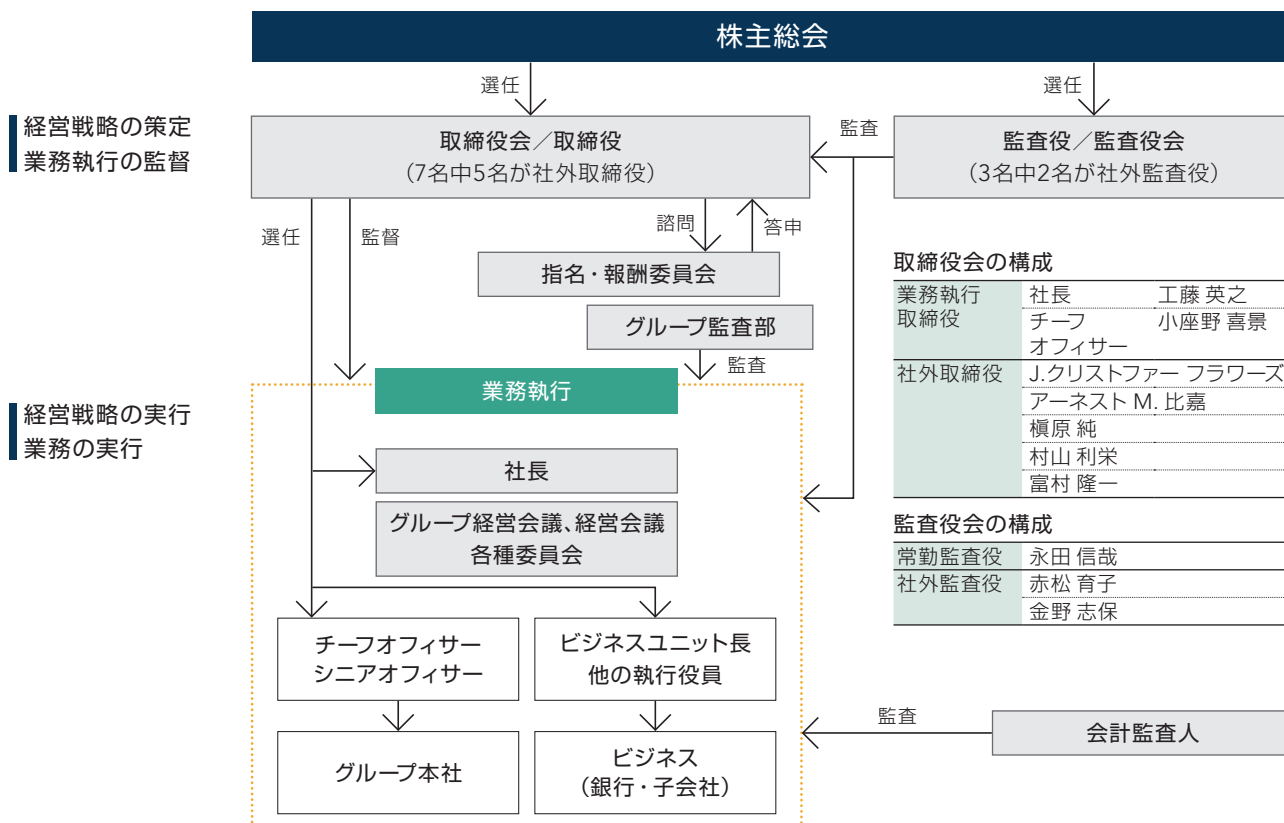 株主総会
選任
選任
経営戦略の策定
業務執行の監督
取締役会／取締役
（7名中5名が社外取締役）
監査
監査役／監査役会
（3名中2名が社外監査役）
選任
監督
諮問
答申
指名・報酬委員会
グループ監査部
監査
経営戦略の実行
業務の実行
業務執行
社長
グループ経営会議、経営会議
各種委員会
チーフオフィサー
シニアオフィサー
ビジネスユニット長
他の執行役員
グループ本社
ビジネス
（銀行・子会社）
取締役会の構成
業務執行 社長 工藤 英之
取締役 チーフ 小座野 喜景
オフィサー
社外取締役 J.クリストファー フラワーズ
アーネスト M. 比嘉
槇原 純
村山 利栄
富村 隆一
監査役会の構成
常勤監査役 永田 信哉
社外監査役 赤松 育子
金野 志保
監査
会計監査人